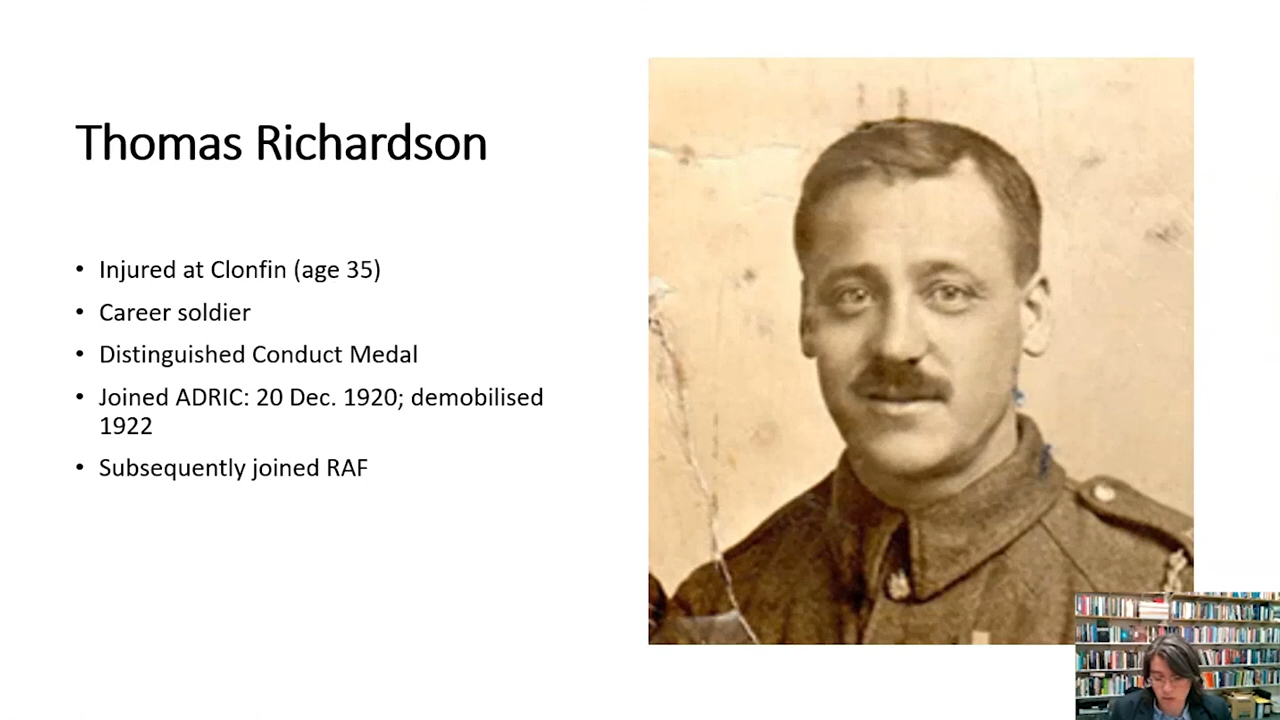 Thomas Richardson
• Injured at Clonfin (age 35)
• Career soldier
• Distinguished Conduct Medal
• Joined ADRIC: 20 Dec. 1920; demobilised
1922
• Subsequently joined RAF